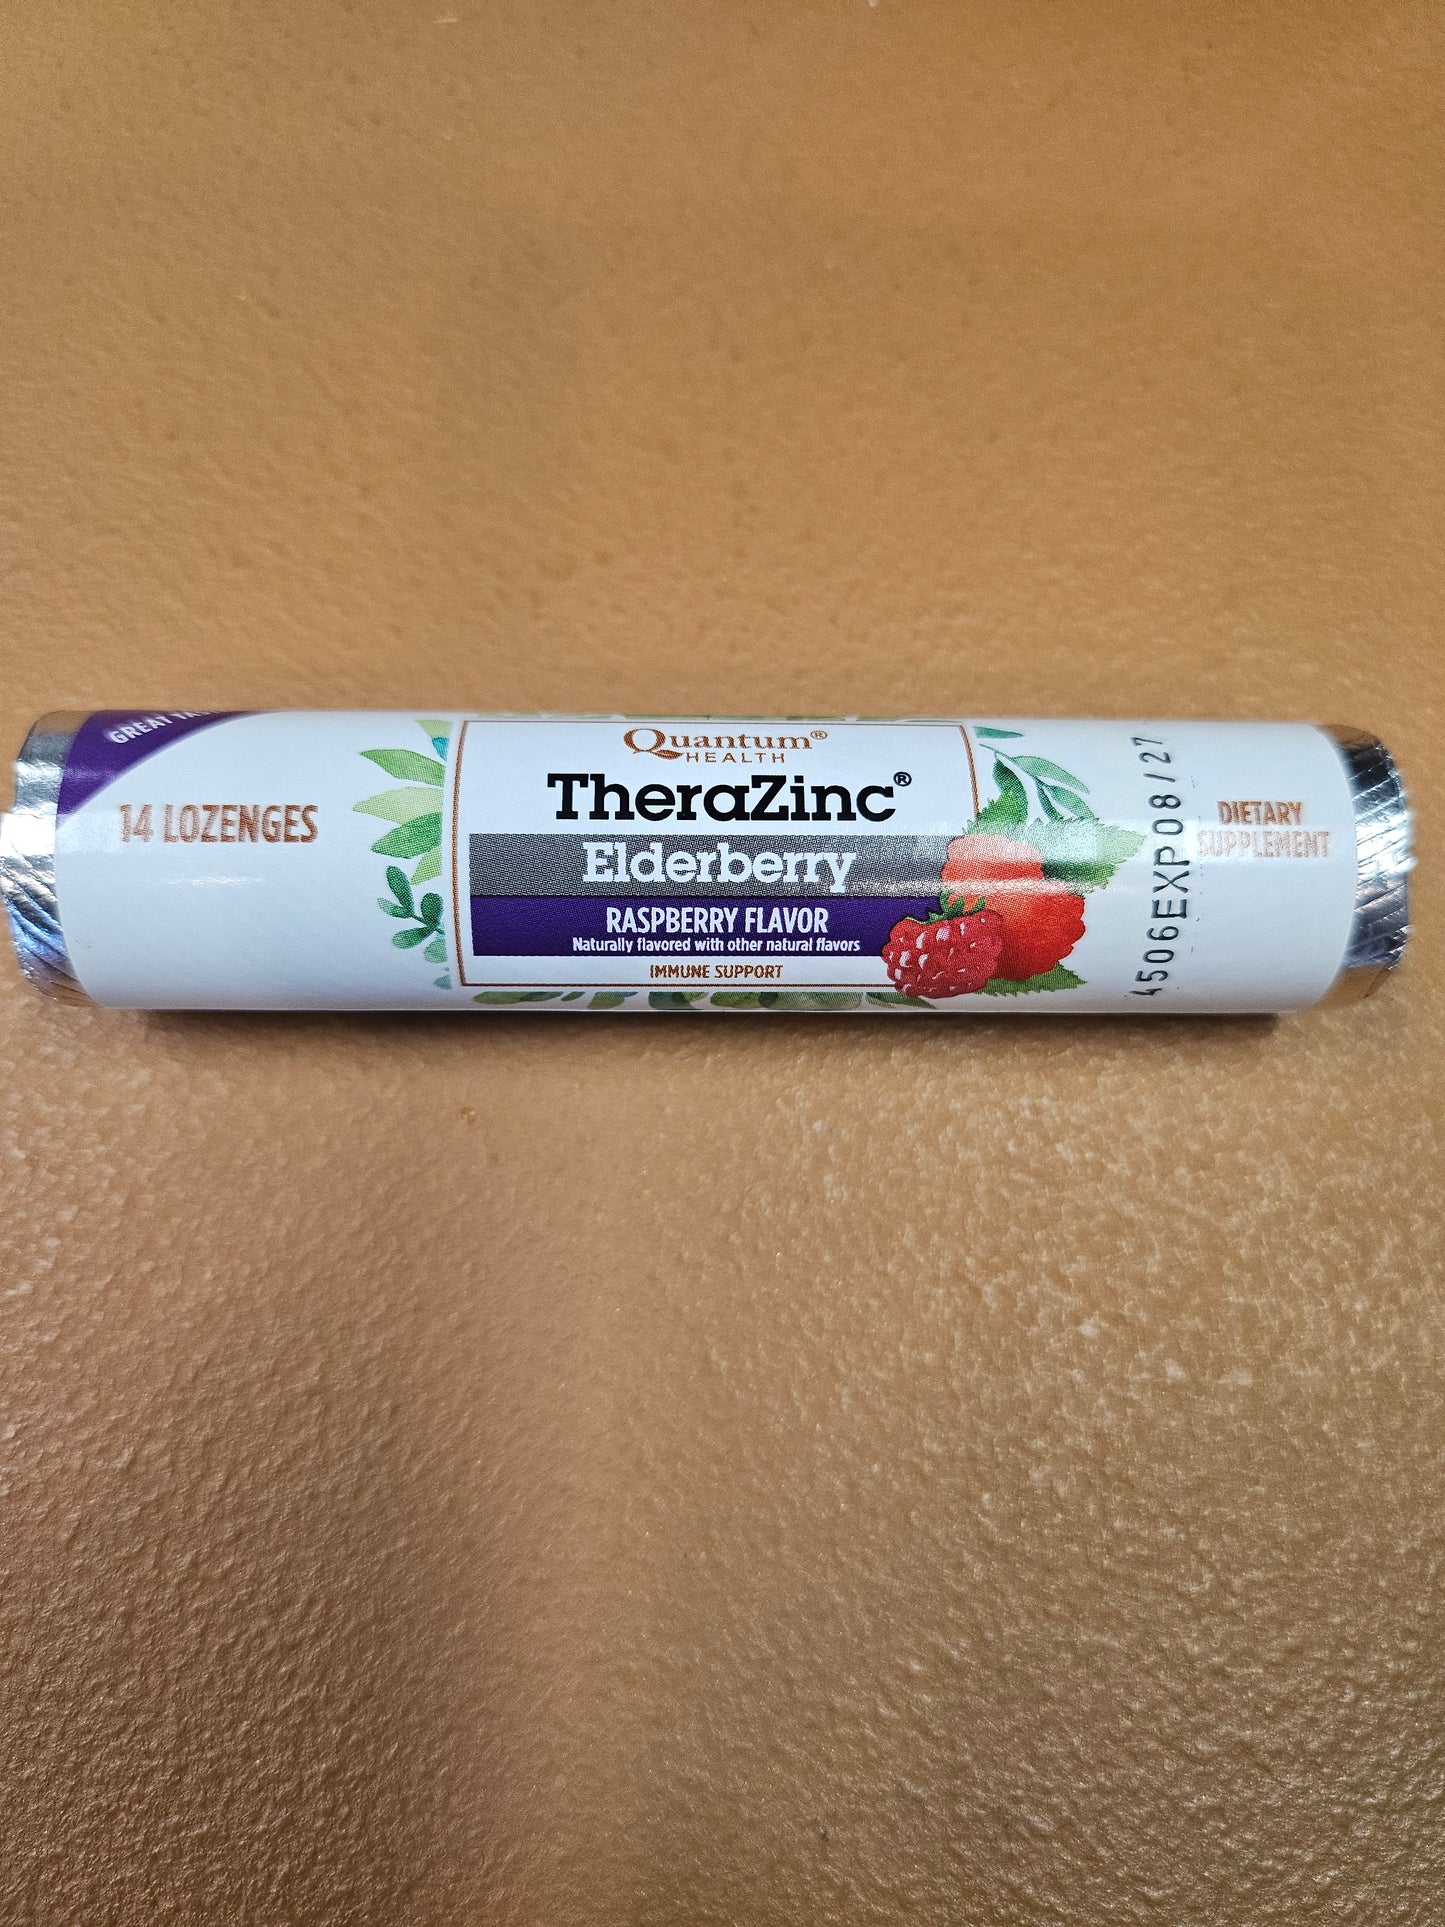 GREAT
14 LOZENGES
Quantum®
HEALTH
TheraZinc®
Elderberry
RASPBERRY FLAVOR
Naturally flavored with other natural flavors
IMMUNE SUPPORT
4506EXP08/27
DIETARY
SUPPLEMENT